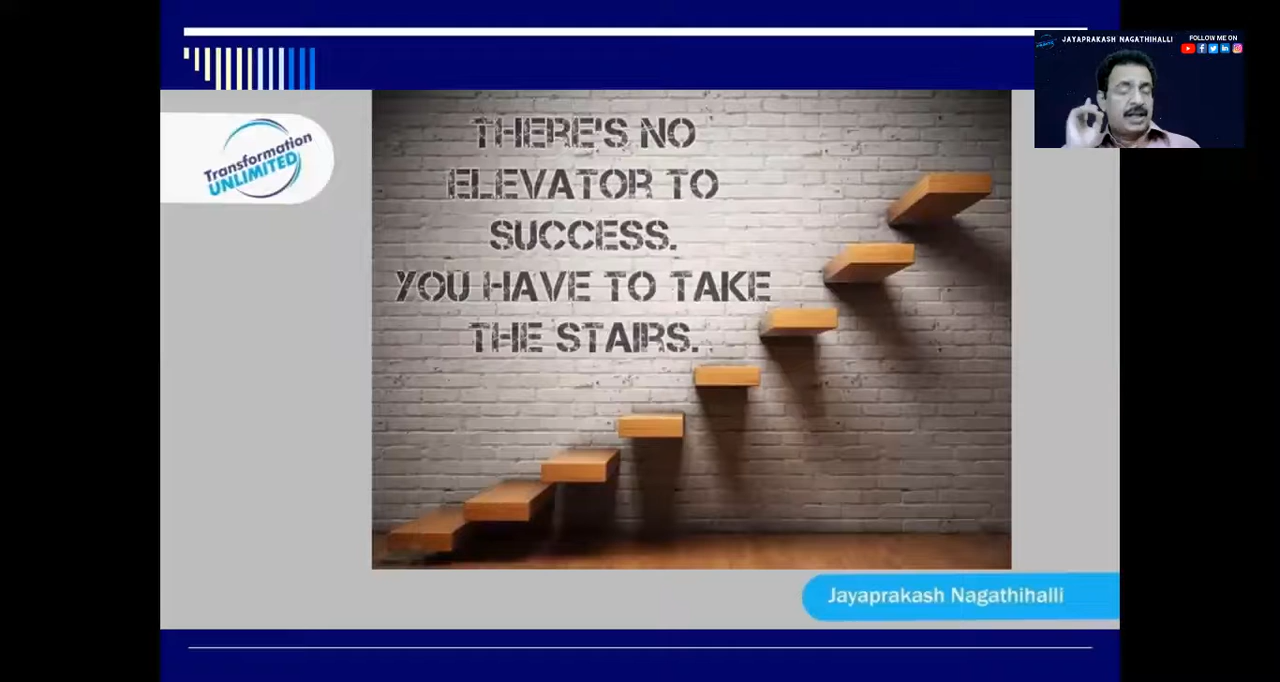 JAYAPRAKASH NAGATHIHALLI
FOLLOW ME ON
Transformation
UNLIMITED
THERE'S NO
ELEVATOR TO
SUCCESS.
YOU HAVE TO TAKE
THE STAIRS.
Jayaprakash Nagathihalli